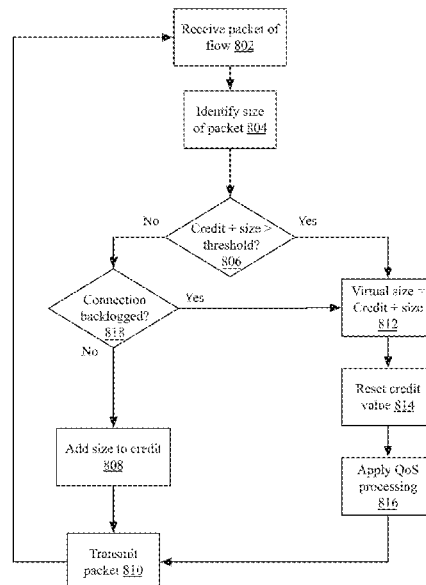 Receive packet of
flow 802
Identify size
of packet 804
No
Credit + size >
threshold?
806
Yes
Connection
backlogged?
818
Yes
Virtual size =
Credit + size
812
No
Reset credit
value 814
Add size to credit
808
Apply QoS
processing
816
Transmit
packet 810